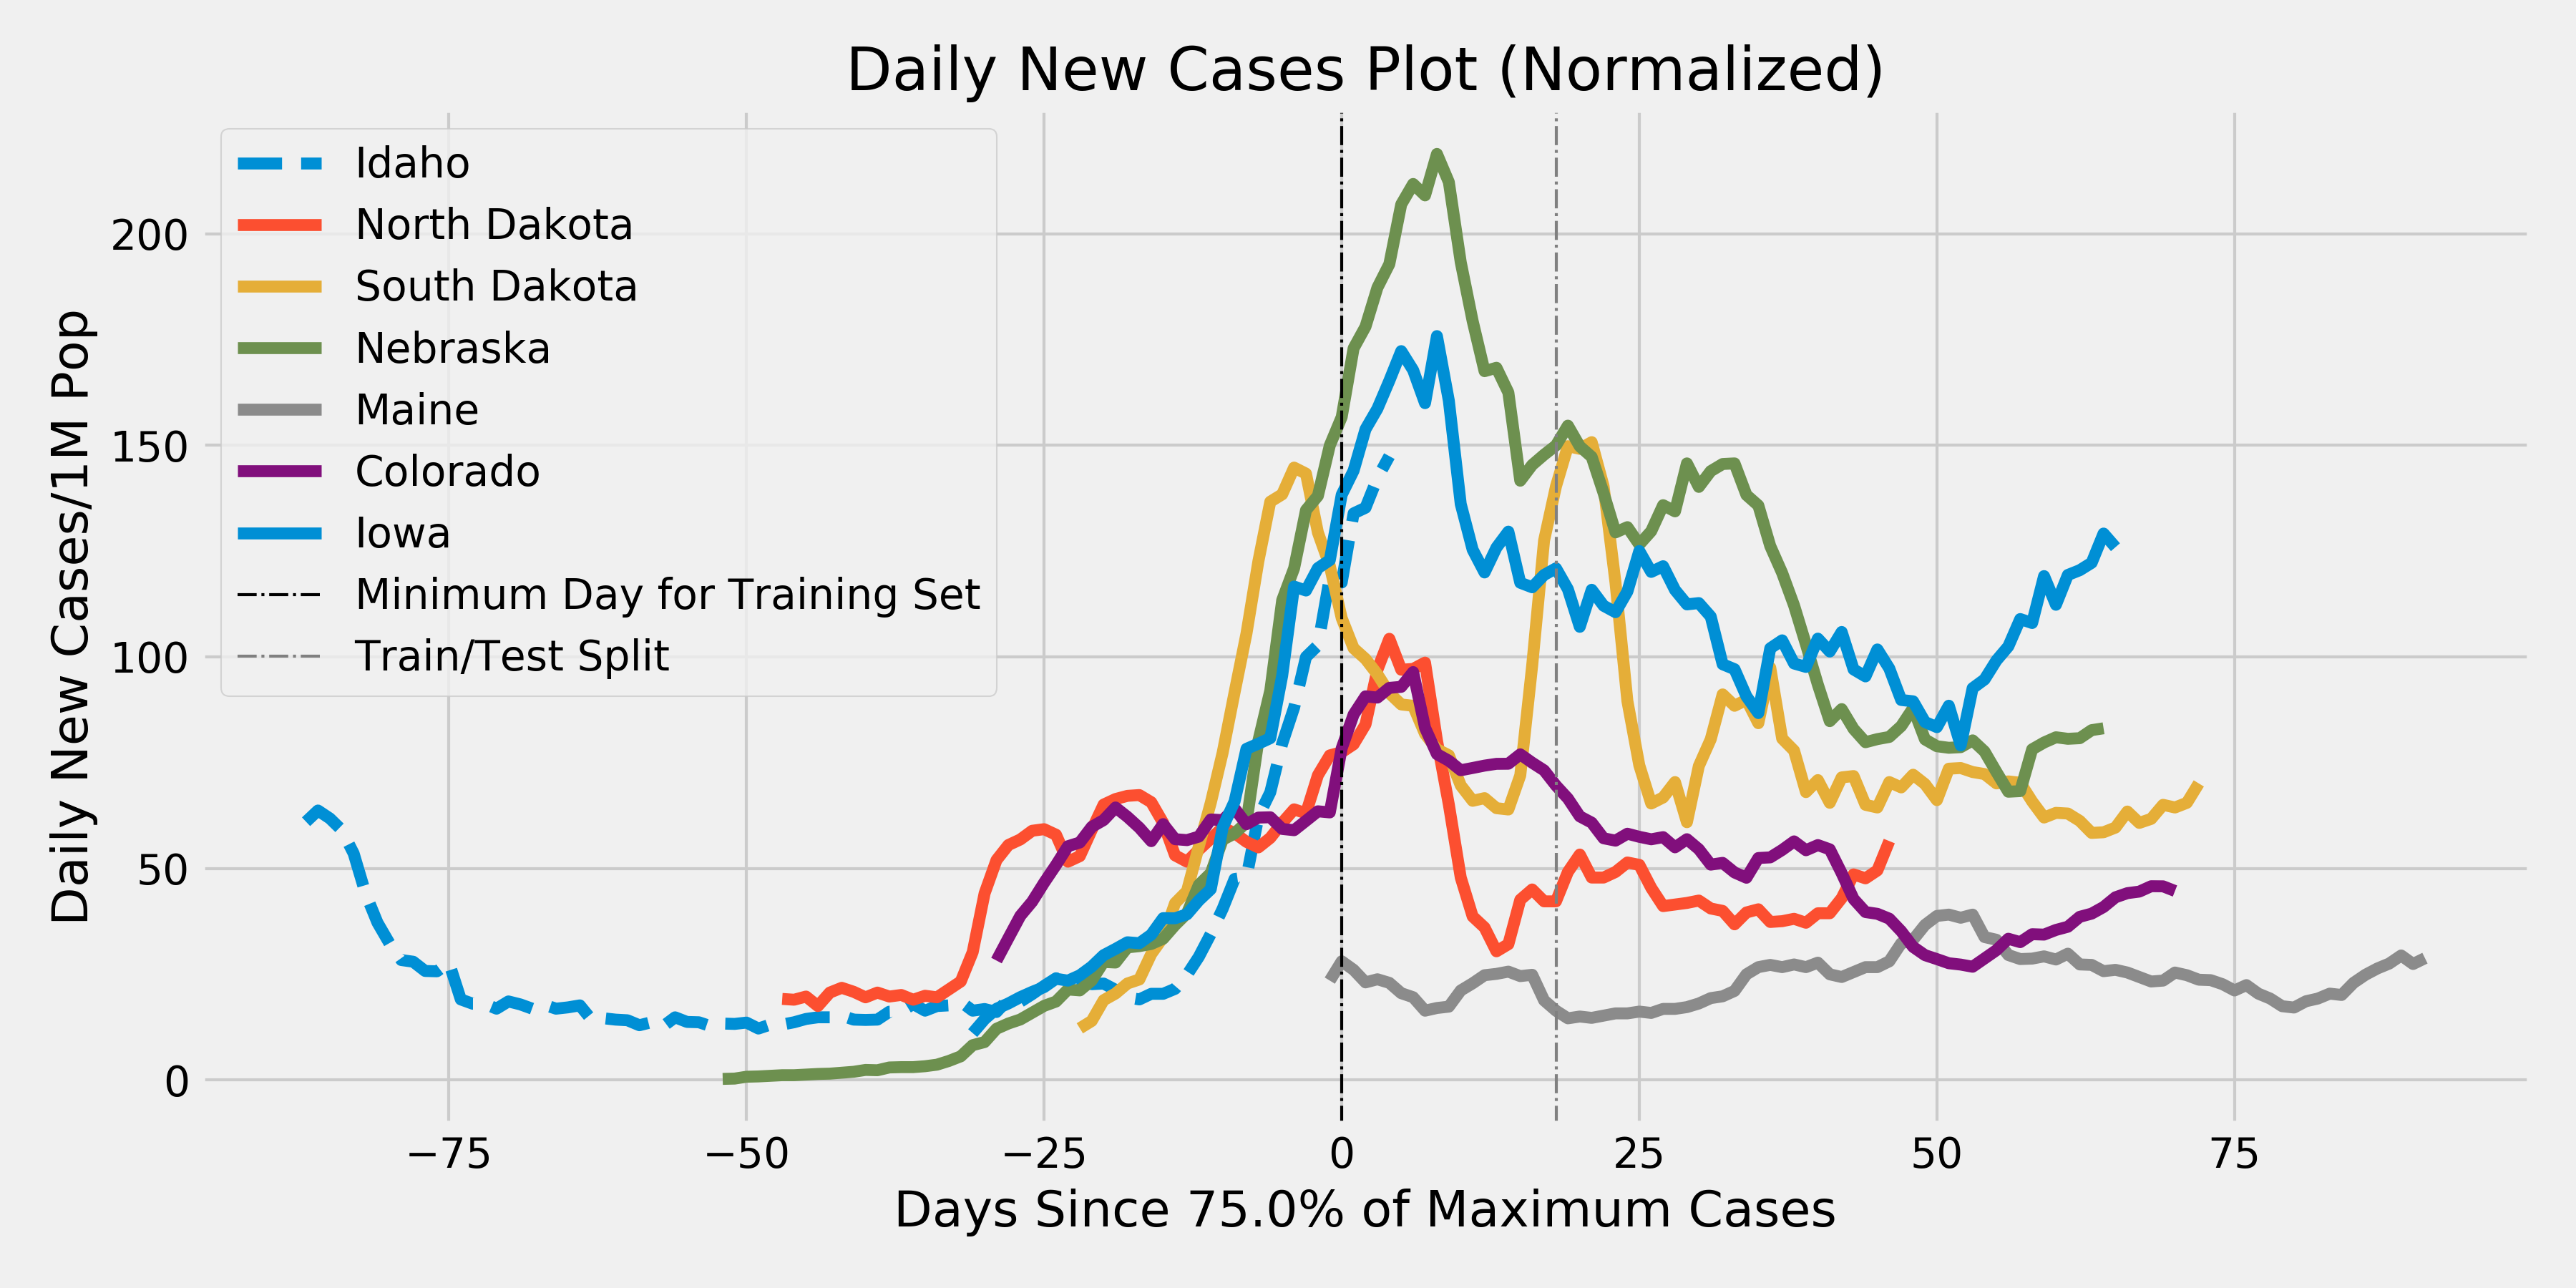 Daily New Cases Plot (Normalized)
Idaho
North Dakota
South Dakota
Nebraska
Maine
Colorado
Iowa
Minimum Day for Training Set
Train/Test Split
Daily New Cases/1M Pop
200
150
100
50
0
−75
−50
−25
0
25
50
75
Days Since 75.0% of Maximum Cases